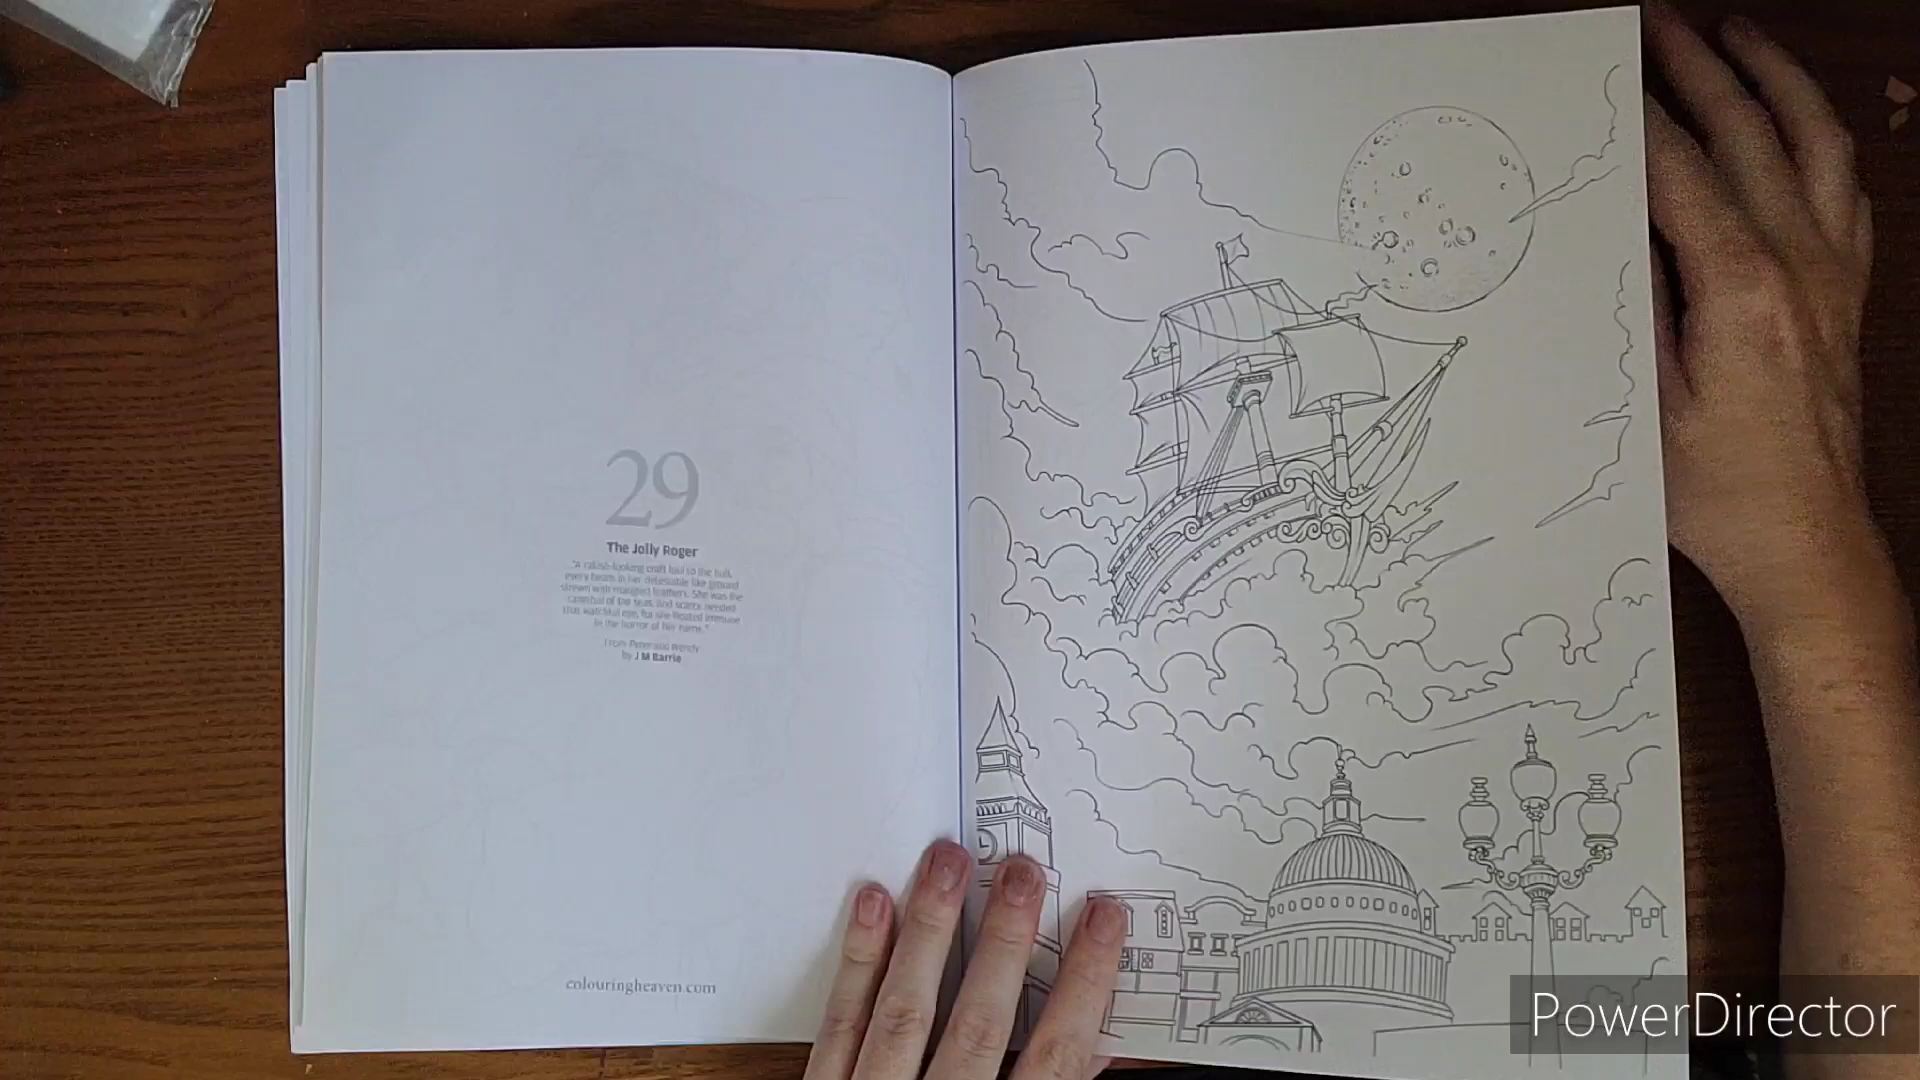 29
The Jolly Roger
"A rakish-looking craft foul to the hull,
every beam in her detestable like ground
strewn with mangled feathers. She was the
cannibal of the seas, and scarce needed
that watchful eye, for she floated immune
in the horror of her name."
From Peter and Wendy
by J M Barrie
colouringheaven.com
PowerDirector